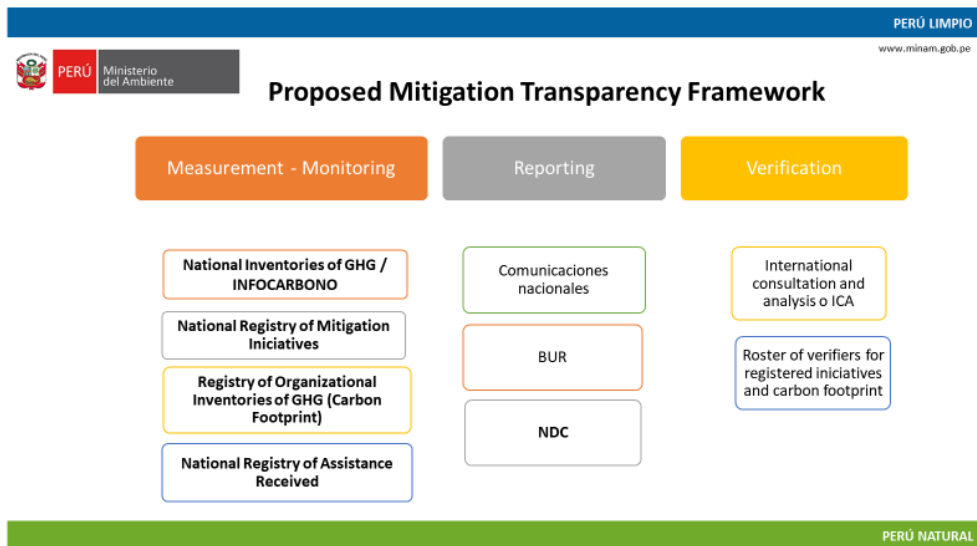 PERÚ LIMPIO
www.minam.gob.pe
PERÚ
Ministerio
del Ambiente
Proposed Mitigation Transparency Framework
Measurement - Monitoring
Reporting
Verification
National Inventories of GHG /
INFOCARBONO
National Registry of Mitigation
Iniciatives
Registry of Organizational
Inventories of GHG (Carbon
Footprint)
National Registry of Assistance
Received
Comunicaciones
nacionales
BUR
NDC
International
consultation and
analysis o ICA
Roster of verifiers for
registered iniciatives
and carbon footprint
PERÚ NATURAL